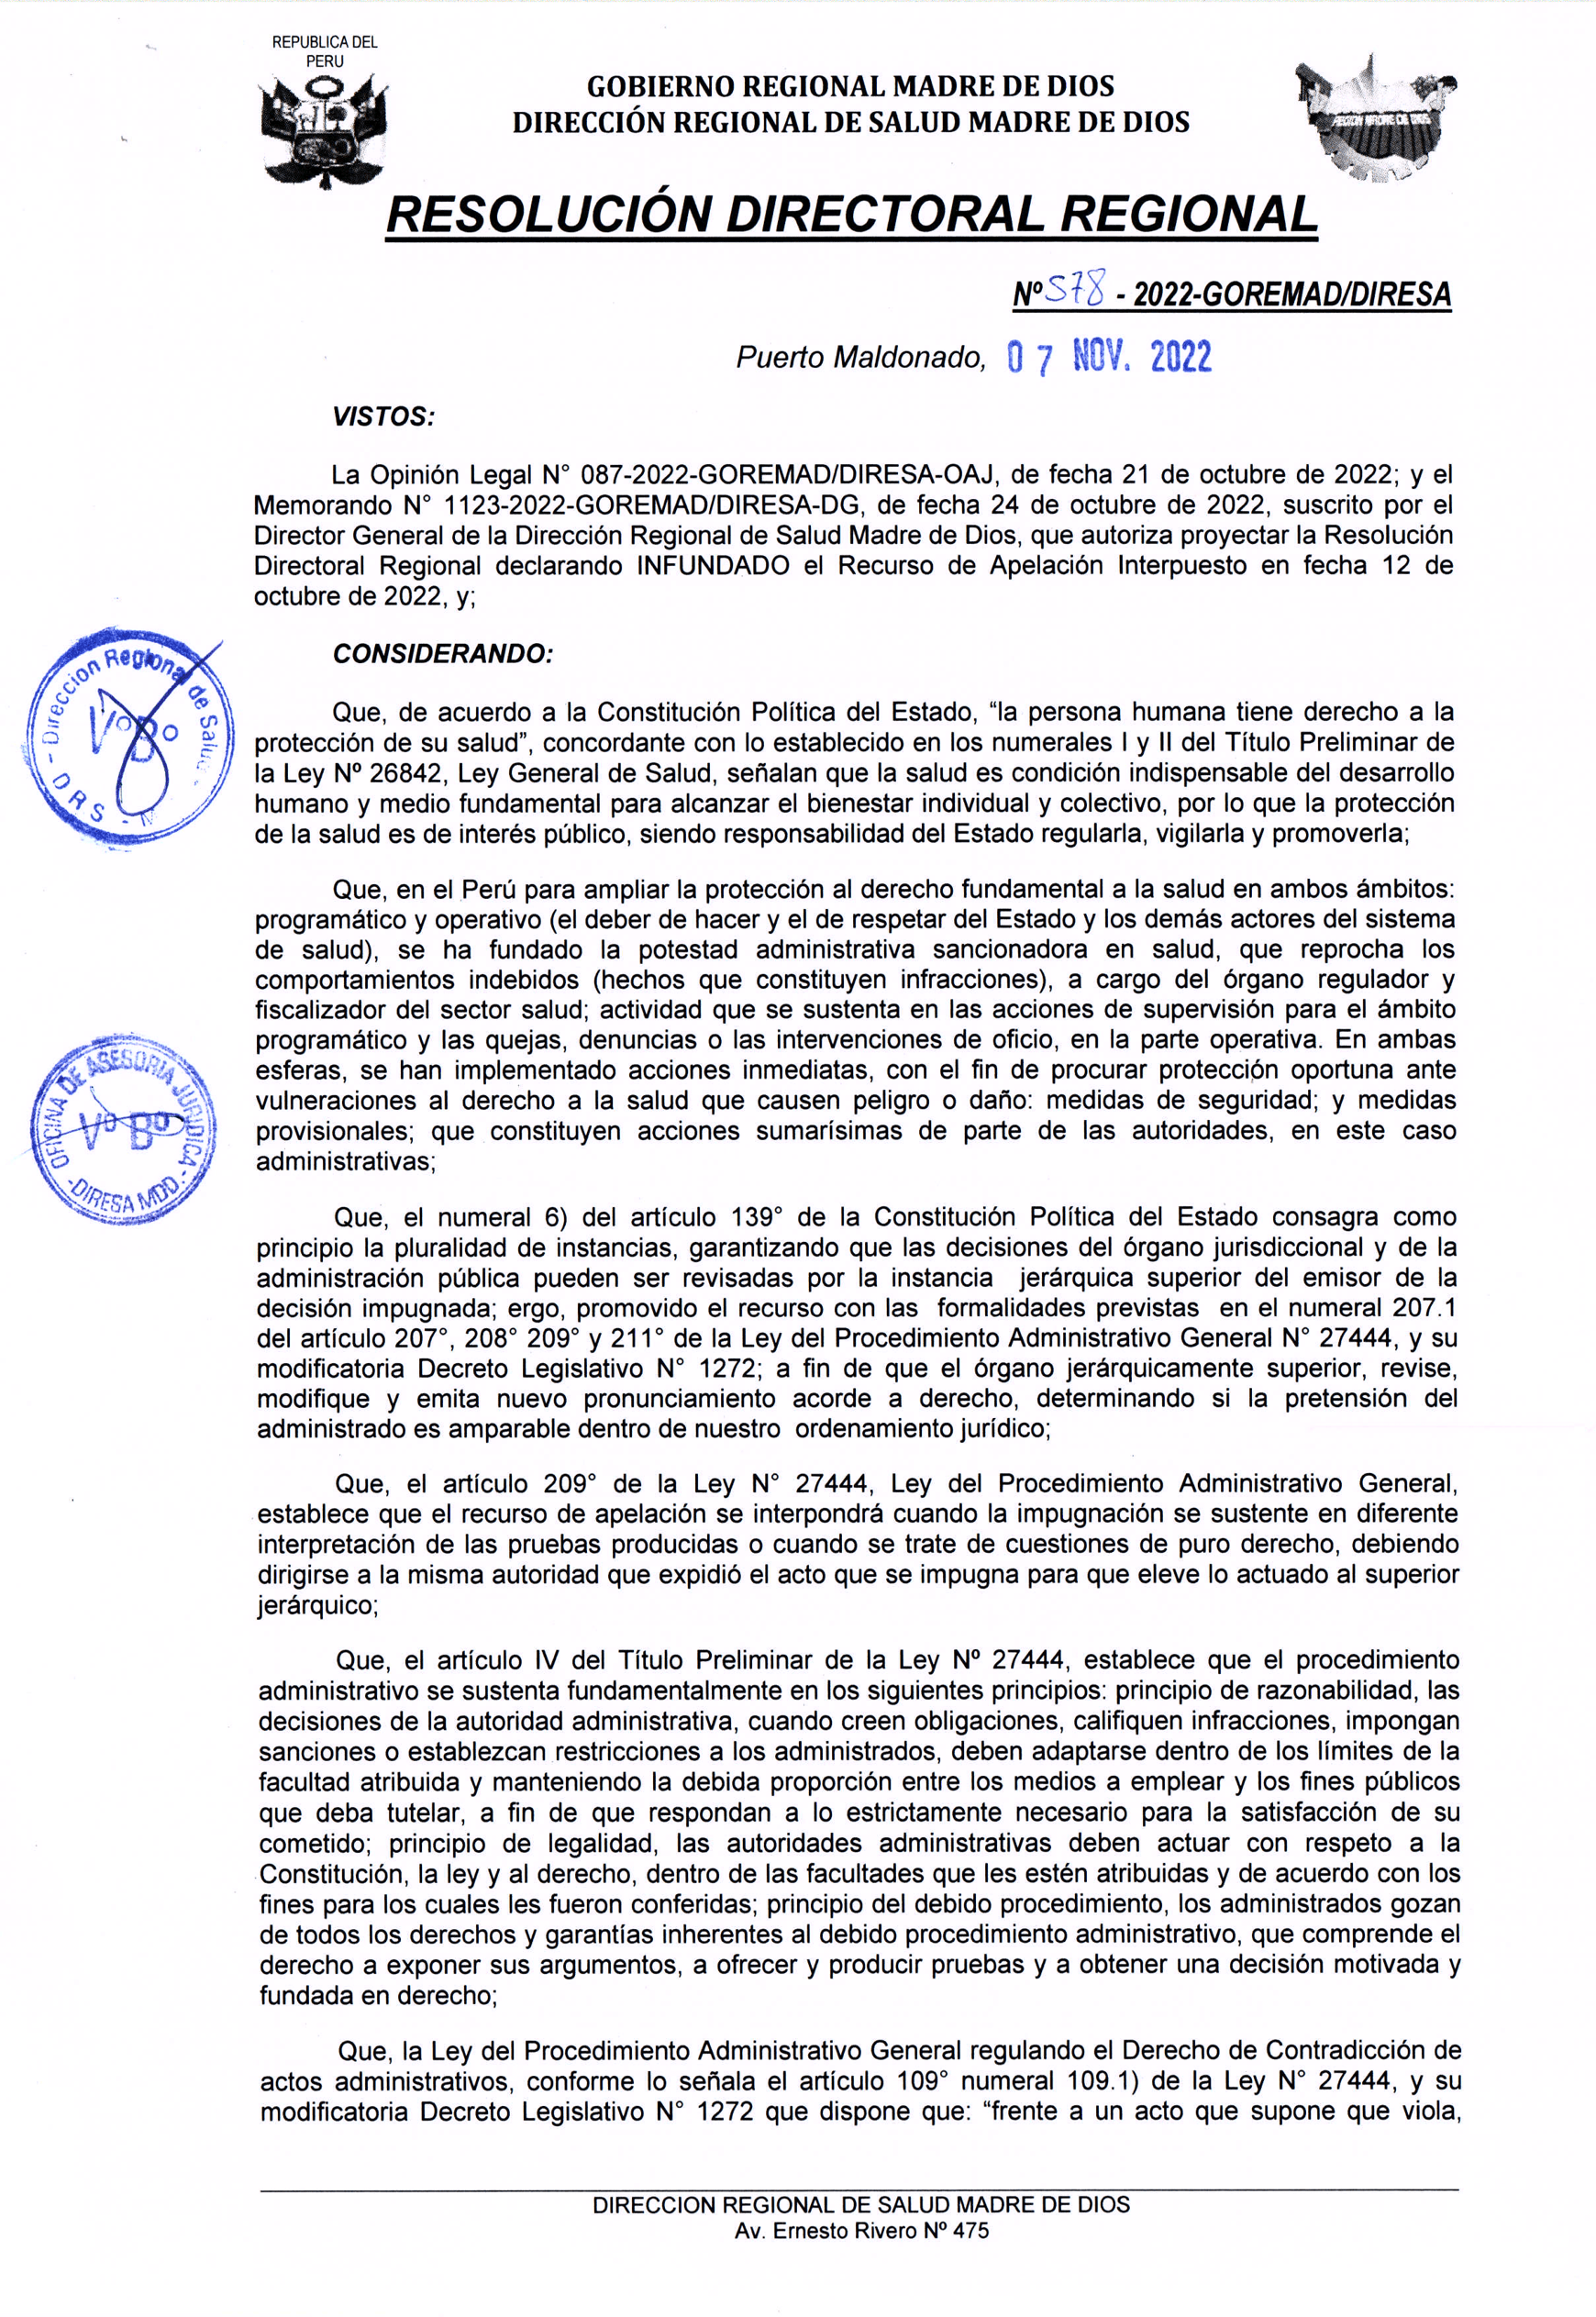 REPUBLICA DEL
PERU
GOBIERNO REGIONAL MADRE DE DIOS
DIRECCIÓN REGIONAL DE SALUD MADRE DE DIOS
REGION MADRE DE DIOS
RESOLUCIÓN DIRECTORAL REGIONAL
Nº 578 - 2022-GOREMAD/DIRESA
Puerto Maldonado, 07 NOV. 2022
VISTOS:
La Opinión Legal N° 087-2022-GOREMAD/DIRESA-OAJ, de fecha 21 de octubre de 2022; y el
Memorando N° 1123-2022-GOREMAD/DIRESA-DG, de fecha 24 de octubre de 2022, suscrito por el
Director General de la Dirección Regional de Salud Madre de Dios, que autoriza proyectar la Resolución
Directoral Regional declarando INFUNDADO el Recurso de Apelación Interpuesto en fecha 12 de
octubre de 2022, y;
CONSIDERANDO:
Que, de acuerdo a la Constitución Política del Estado, “la persona humana tiene derecho a la
protección de su salud”, concordante con lo establecido en los numerales I y II del Título Preliminar de
la Ley Nº 26842, Ley General de Salud, señalan que la salud es condición indispensable del desarrollo
humano y medio fundamental para alcanzar el bienestar individual y colectivo, por lo que la protección
de la salud es de interés público, siendo responsabilidad del Estado regularla, vigilarla y promoverla;
Direccion Regional de Salud
VºBº
DRS - M
Que, en el Perú para ampliar la protección al derecho fundamental a la salud en ambos ámbitos:
programático y operativo (el deber de hacer y el de respetar del Estado y los demás actores del sistema
de salud), se ha fundado la potestad administrativa sancionadora en salud, que reprocha los
comportamientos indebidos (hechos que constituyen infracciones), a cargo del órgano regulador y
fiscalizador del sector salud; actividad que se sustenta en las acciones de supervisión para el ámbito
programático y las quejas, denuncias o las intervenciones de oficio, en la parte operativa. En ambas
esferas, se han implementado acciones inmediatas, con el fin de procurar protección oportuna ante
vulneraciones al derecho a la salud que causen peligro o daño: medidas de seguridad; y medidas
provisionales; que constituyen acciones sumarísimas de parte de las autoridades, en este caso
administrativas;
OFICINA DE ASESORIA JURIDICA
Vº Bº
-DIRESA MDD-
Que, el numeral 6) del artículo 139° de la Constitución Política del Estado consagra como
principio la pluralidad de instancias, garantizando que las decisiones del órgano jurisdiccional y de la
administración pública pueden ser revisadas por la instancia jerárquica superior del emisor de la
decisión impugnada; ergo, promovido el recurso con las formalidades previstas en el numeral 207.1
del artículo 207°, 208° 209° y 211° de la Ley del Procedimiento Administrativo General N° 27444, y su
modificatoria Decreto Legislativo N° 1272; a fin de que el órgano jerárquicamente superior, revise,
modifique y emita nuevo pronunciamiento acorde a derecho, determinando si la pretensión del
administrado es amparable dentro de nuestro ordenamiento jurídico;
Que, el artículo 209° de la Ley N° 27444, Ley del Procedimiento Administrativo General,
establece que el recurso de apelación se interpondrá cuando la impugnación se sustente en diferente
interpretación de las pruebas producidas o cuando se trate de cuestiones de puro derecho, debiendo
dirigirse a la misma autoridad que expidió el acto que se impugna para que eleve lo actuado al superior
jerárquico;
Que, el artículo IV del Título Preliminar de la Ley Nº 27444, establece que el procedimiento
administrativo se sustenta fundamentalmente en los siguientes principios: principio de razonabilidad, las
decisiones de la autoridad administrativa, cuando creen obligaciones, califiquen infracciones, impongan
sanciones o establezcan restricciones a los administrados, deben adaptarse dentro de los límites de la
facultad atribuida y manteniendo la debida proporción entre los medios a emplear y los fines públicos
que deba tutelar, a fin de que respondan a lo estrictamente necesario para la satisfacción de su
cometido; principio de legalidad, las autoridades administrativas deben actuar con respeto a la
Constitución, la ley y al derecho, dentro de las facultades que les estén atribuidas y de acuerdo con los
fines para los cuales les fueron conferidas; principio del debido procedimiento, los administrados gozan
de todos los derechos y garantías inherentes al debido procedimiento administrativo, que comprende el
derecho a exponer sus argumentos, a ofrecer y producir pruebas y a obtener una decisión motivada y
fundada en derecho;
Que, la Ley del Procedimiento Administrativo General regulando el Derecho de Contradicción de
actos administrativos, conforme lo señala el artículo 109° numeral 109.1) de la Ley N° 27444, y su
modificatoria Decreto Legislativo N° 1272 que dispone que: “frente a un acto que supone que viola,
DIRECCION REGIONAL DE SALUD MADRE DE DIOS
Av. Ernesto Rivero Nº 475